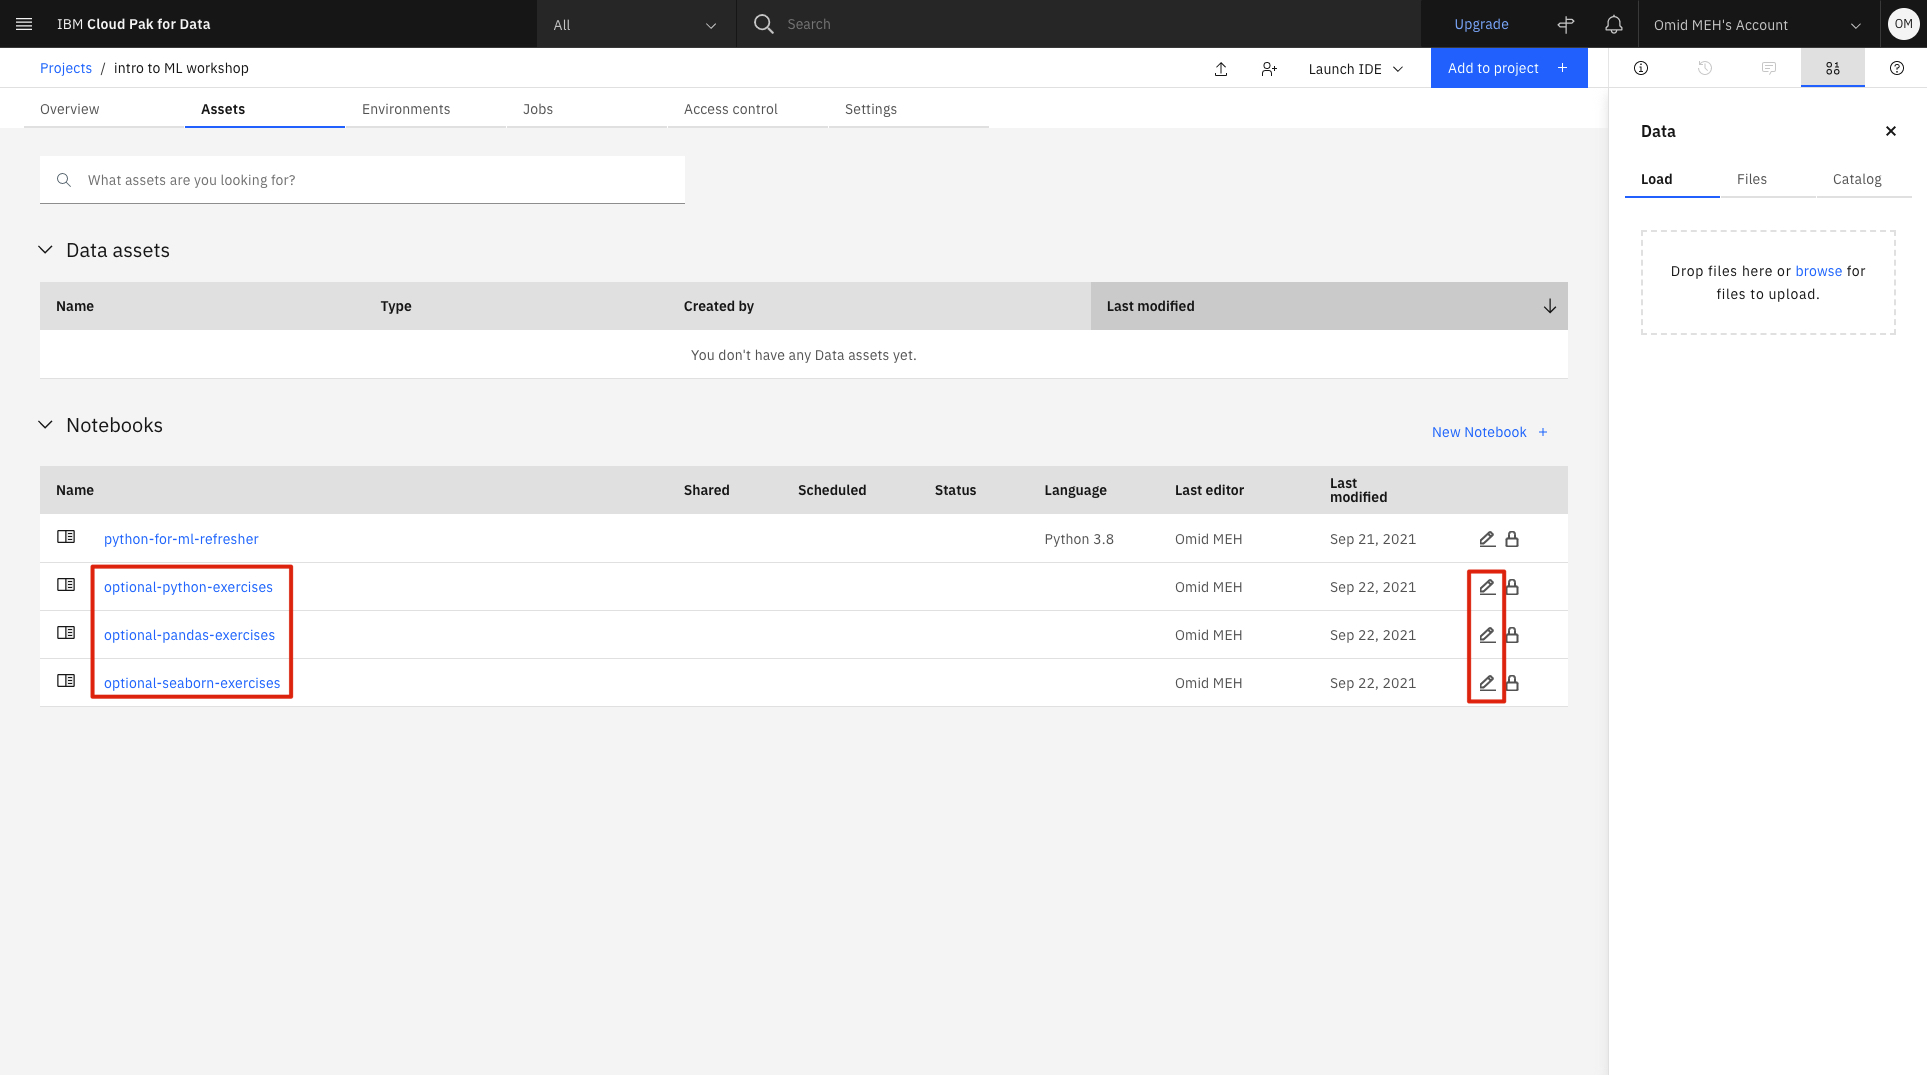 IBM Cloud Pak for Data
All
Search
Upgrade
Omid MEH's Account
OM
Projects / intro to ML workshop
Launch IDE
Add to project +
Overview
Assets
Environments
Jobs
Access control
Settings
What assets are you looking for?
Data assets
Name Type Created by Last modified
You don't have any Data assets yet.
Notebooks
New Notebook +
Name Shared Scheduled Status Language Last editor Last
modified
python-for-ml-refresher Python 3.8 Omid MEH Sep 21, 2021
optional-python-exercises Omid MEH Sep 22, 2021
optional-pandas-exercises Omid MEH Sep 22, 2021
optional-seaborn-exercises Omid MEH Sep 22, 2021
Data
Load
Files
Catalog
Drop files here or browse for
files to upload.